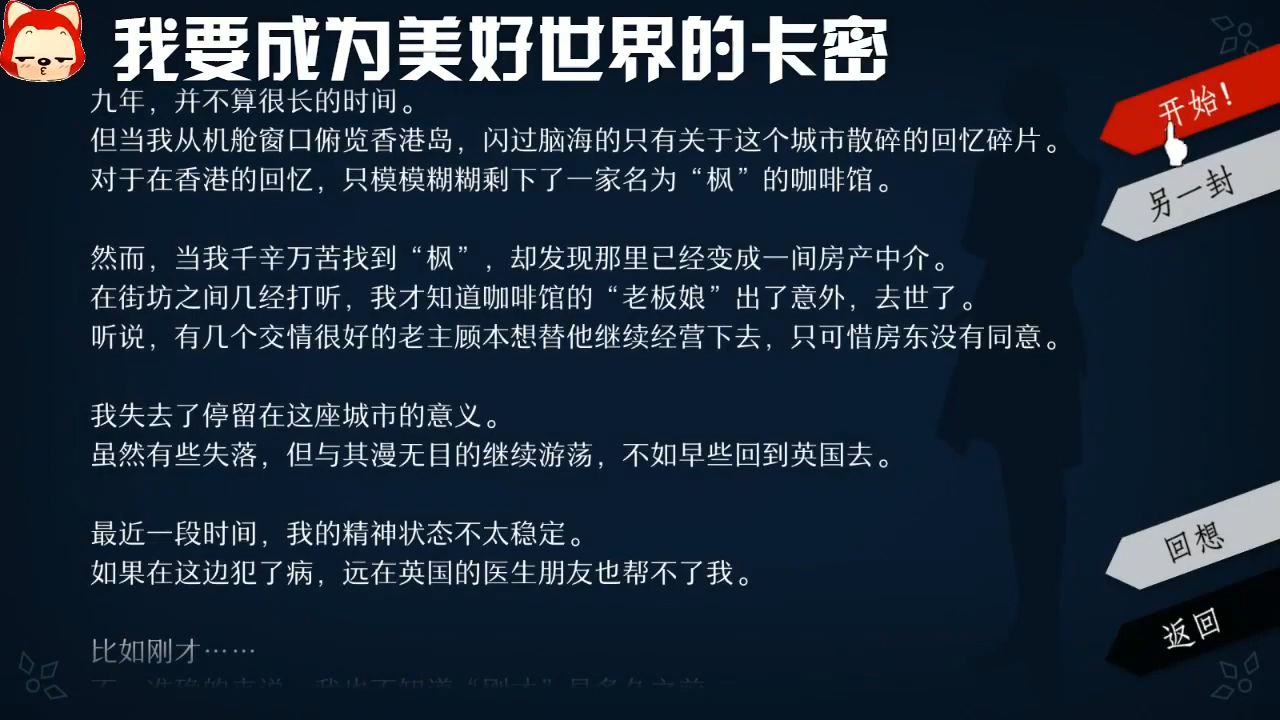 我要成为美好世界的卡密
九年，并不算很长的时间。
但当我从机舱窗口俯览香港岛，闪过脑海的只有关于这个城市散碎的回忆碎片。
对于在香港的回忆，只模模糊糊剩下了一家名为“枫”的咖啡馆。
然而，当我千辛万苦找到“枫”，却发现那里已经变成一间房产中介。
在街坊之间几经打听，我才知道咖啡馆的“老板娘”出了意外，去世了。
听说，有几个交情很好的老主顾本想替他继续经营下去，只可惜房东没有同意。
我失去了停留在这座城市的意义。
虽然有些失落，但与其漫无目的继续游荡，不如早些回到英国去。
最近一段时间，我的精神状态不太稳定。
如果在这边犯了病，远在英国的医生朋友也帮不了我。
比如刚才……
开始！
另一封
回想
返回